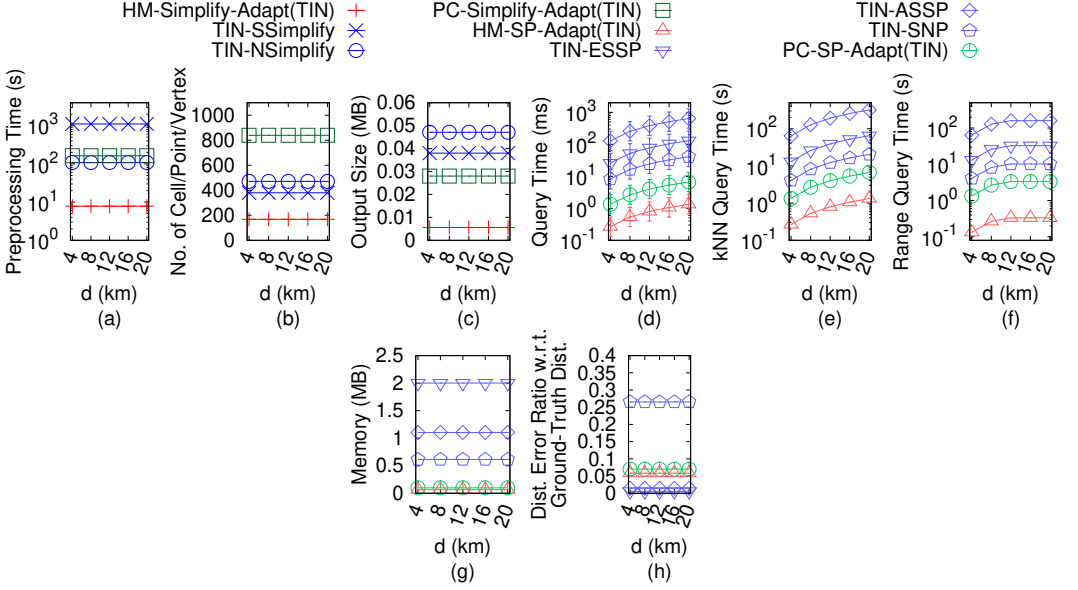 HM-Simplify-Adapt(TIN)
TIN-SSimplify
TIN-NSimplify
PC-Simplify-Adapt(TIN)
HM-SP-Adapt(TIN)
TIN-ESSP
TIN-ASSP
TIN-SNP
PC-SP-Adapt(TIN)
Preprocessing Time (s)
10^3
10^2
10^1
10^0
4 8 12 16 20
d (km)
(a)
No. of Cell/Point/Vertex
1000
800
600
400
200
0
4 8 12 16 20
d (km)
(b)
Output Size (MB)
0.06
0.05
0.04
0.03
0.02
0.01
0
4 8 12 16 20
d (km)
(c)
Query Time (ms)
10^2
10^1
10^0
10^-1
4 8 12 16 20
d (km)
(d)
kNN Query Time (s)
10^2
10^1
10^0
10^-1
4 8 12 16 20
d (km)
(e)
Range Query Time (s)
10^2
10^1
10^0
10^-1
4 8 12 16 20
d (km)
(f)
Memory (MB)
2.5
2
1.5
1
0.5
0
4 8 12 16 20
d (km)
(g)
Dist. Error Ratio w.r.t.
Ground-Truth Dist.
0.4
0.35
0.3
0.25
0.2
0.15
0.1
0.05
0
4 8 12 16 20
d (km)
(h)